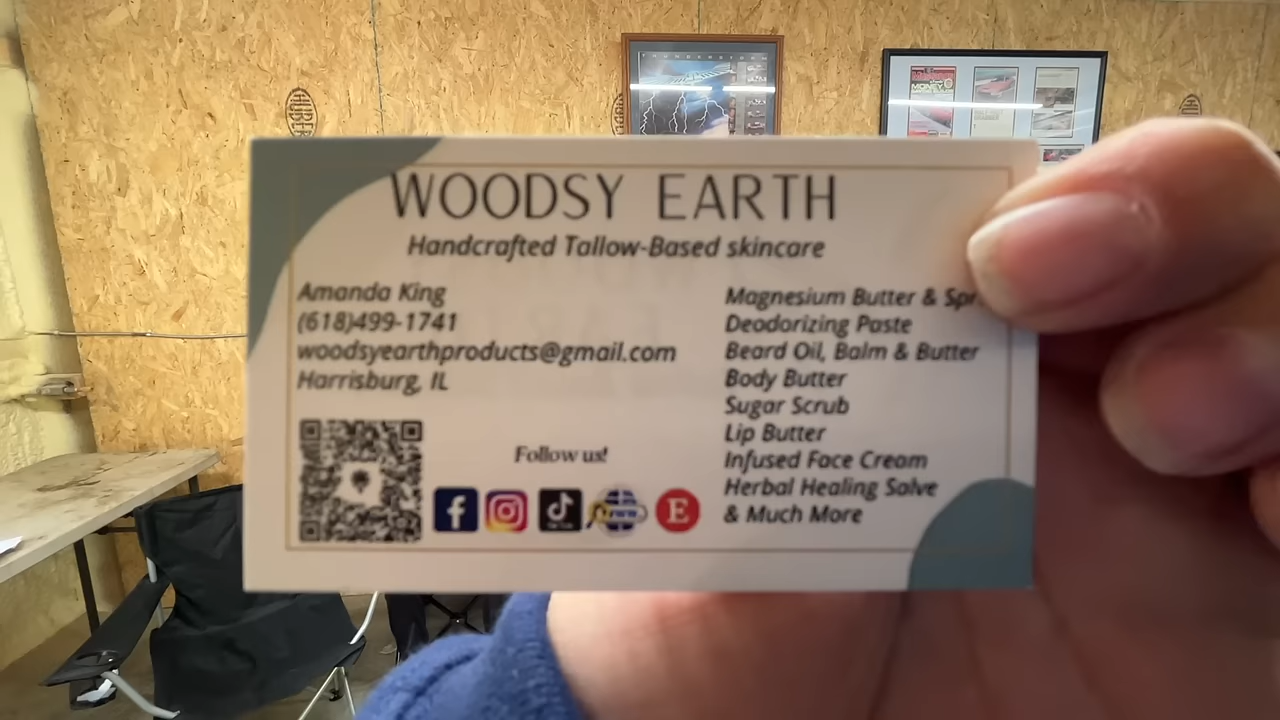 WOODSY EARTH
Handcrafted Tallow-Based skincare
Amanda King
(618)499-1741
woodsyearthproducts@gmail.com
Harrisburg, IL
Follow us!
Magnesium Butter & Spr
Deodorizing Paste
Beard Oil, Balm & Butter
Body Butter
Sugar Scrub
Lip Butter
Infused Face Cream
Herbal Healing Salve
& Much More
HUBER